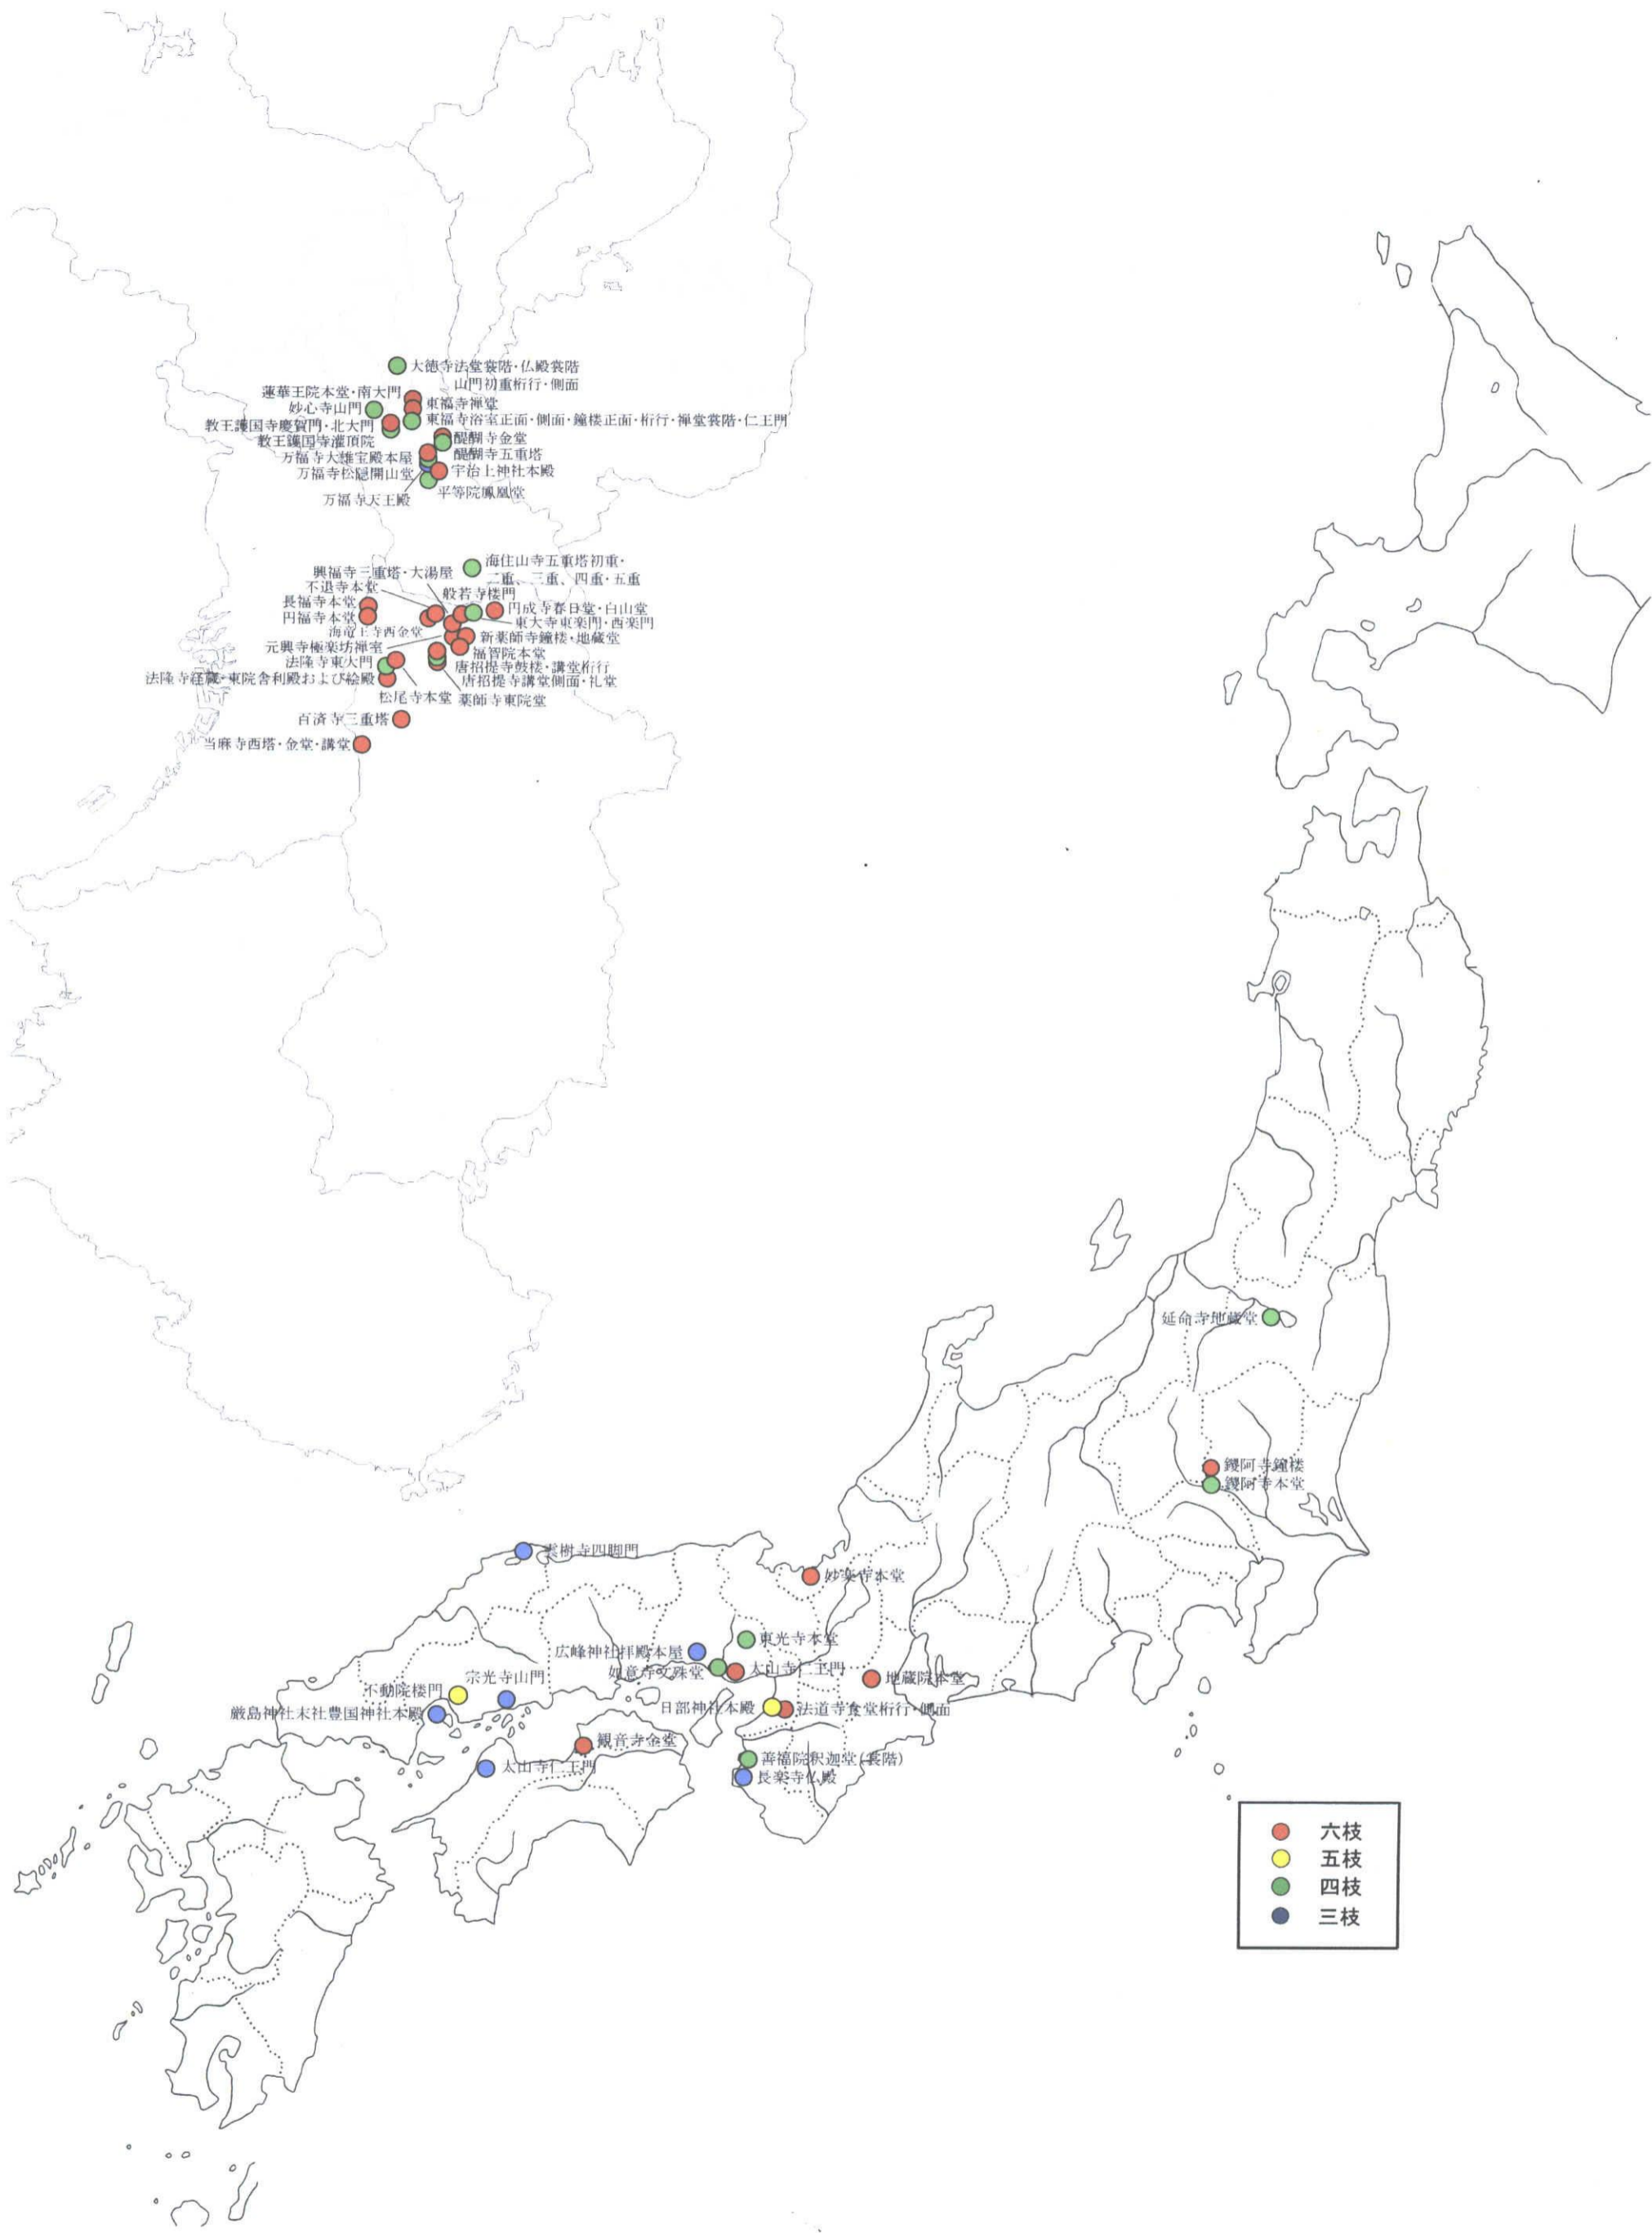 大徳寺法堂裳階・仏殿裳階
山門初重桁行・側面
蓮華王院本堂・南大門
東福寺禅堂
妙心寺山門
東福寺浴室正面・側面・鐘楼正面・桁行・禅堂裳階・仁王門
教王護国寺慶賀門・北大門
教王護国寺灌頂院
醍醐寺金堂
醍醐寺五重塔
万福寺大雄宝殿本屋
万福寺松隠開山堂
宇治上神社本殿
万福寺天王殿
平等院鳳凰堂
海住山寺五重塔初重・
二重、三重、四重・五重
興福寺三重塔・大湯屋
不退寺本堂
般若寺楼門
長福寺本堂
円成寺春日堂・白山堂
円福寺本堂
東大寺東楽門・西楽門
海竜王寺西金堂
新薬師寺鐘楼・地蔵堂
元興寺極楽坊禅室
福智院本堂
法隆寺東大門
唐招提寺鼓楼・講堂桁行
法隆寺経蔵・東院舎利殿および絵殿
唐招提寺講堂側面・礼堂
松尾寺本堂
薬師寺東院堂
百済寺三重塔
当麻寺西塔・金堂・講堂
延命寺地蔵堂
鑁阿寺鐘楼
鑁阿寺本堂
雲樹寺四脚門
妙楽寺本堂
東光寺本堂
広峰神社拝殿本屋
如意寺文殊堂
太山寺仁王門
地蔵院本堂
宗光寺山門
不動院楼門
厳島神社末社豊国神社本殿
日部神社本殿
法道寺食堂桁行・側面
観音寺金堂
太山寺仁王門
善福院釈迦堂(裳階)
長楽寺仏殿
六枝
五枝
四枝
三枝